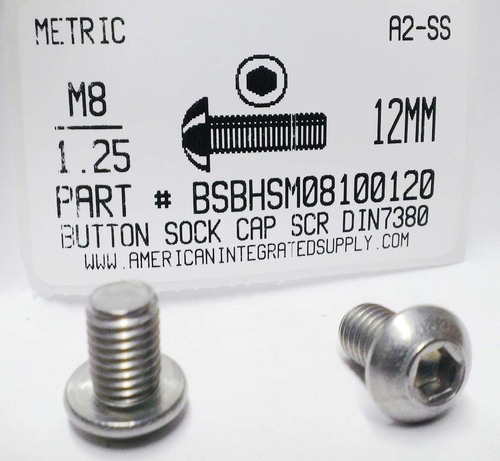 METRIC A2-SS
M8
1.25
12MM
PART # BSBHSM08100120
BUTTON SOCK CAP SCR DIN7380
WWW.AMERICANINTEGRATEDSUPPLY.COM